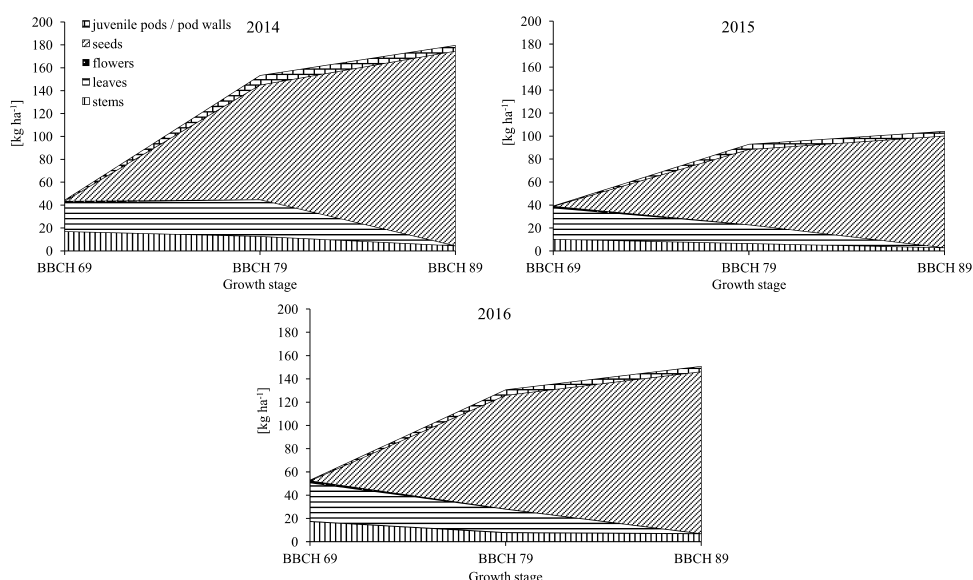 2014
[kg ha⁻¹]
200
180
160
140
120
100
80
60
40
20
0
juvenile pods / pod walls
seeds
flowers
leaves
stems
BBCH 69 BBCH 79 BBCH 89
Growth stage
2015
[kg ha⁻¹]
200
180
160
140
120
100
80
60
40
20
0
BBCH 69 BBCH 79 BBCH 89
Growth stage
2016
[kg ha⁻¹]
200
180
160
140
120
100
80
60
40
20
0
BBCH 69 BBCH 79 BBCH 89
Growth stage